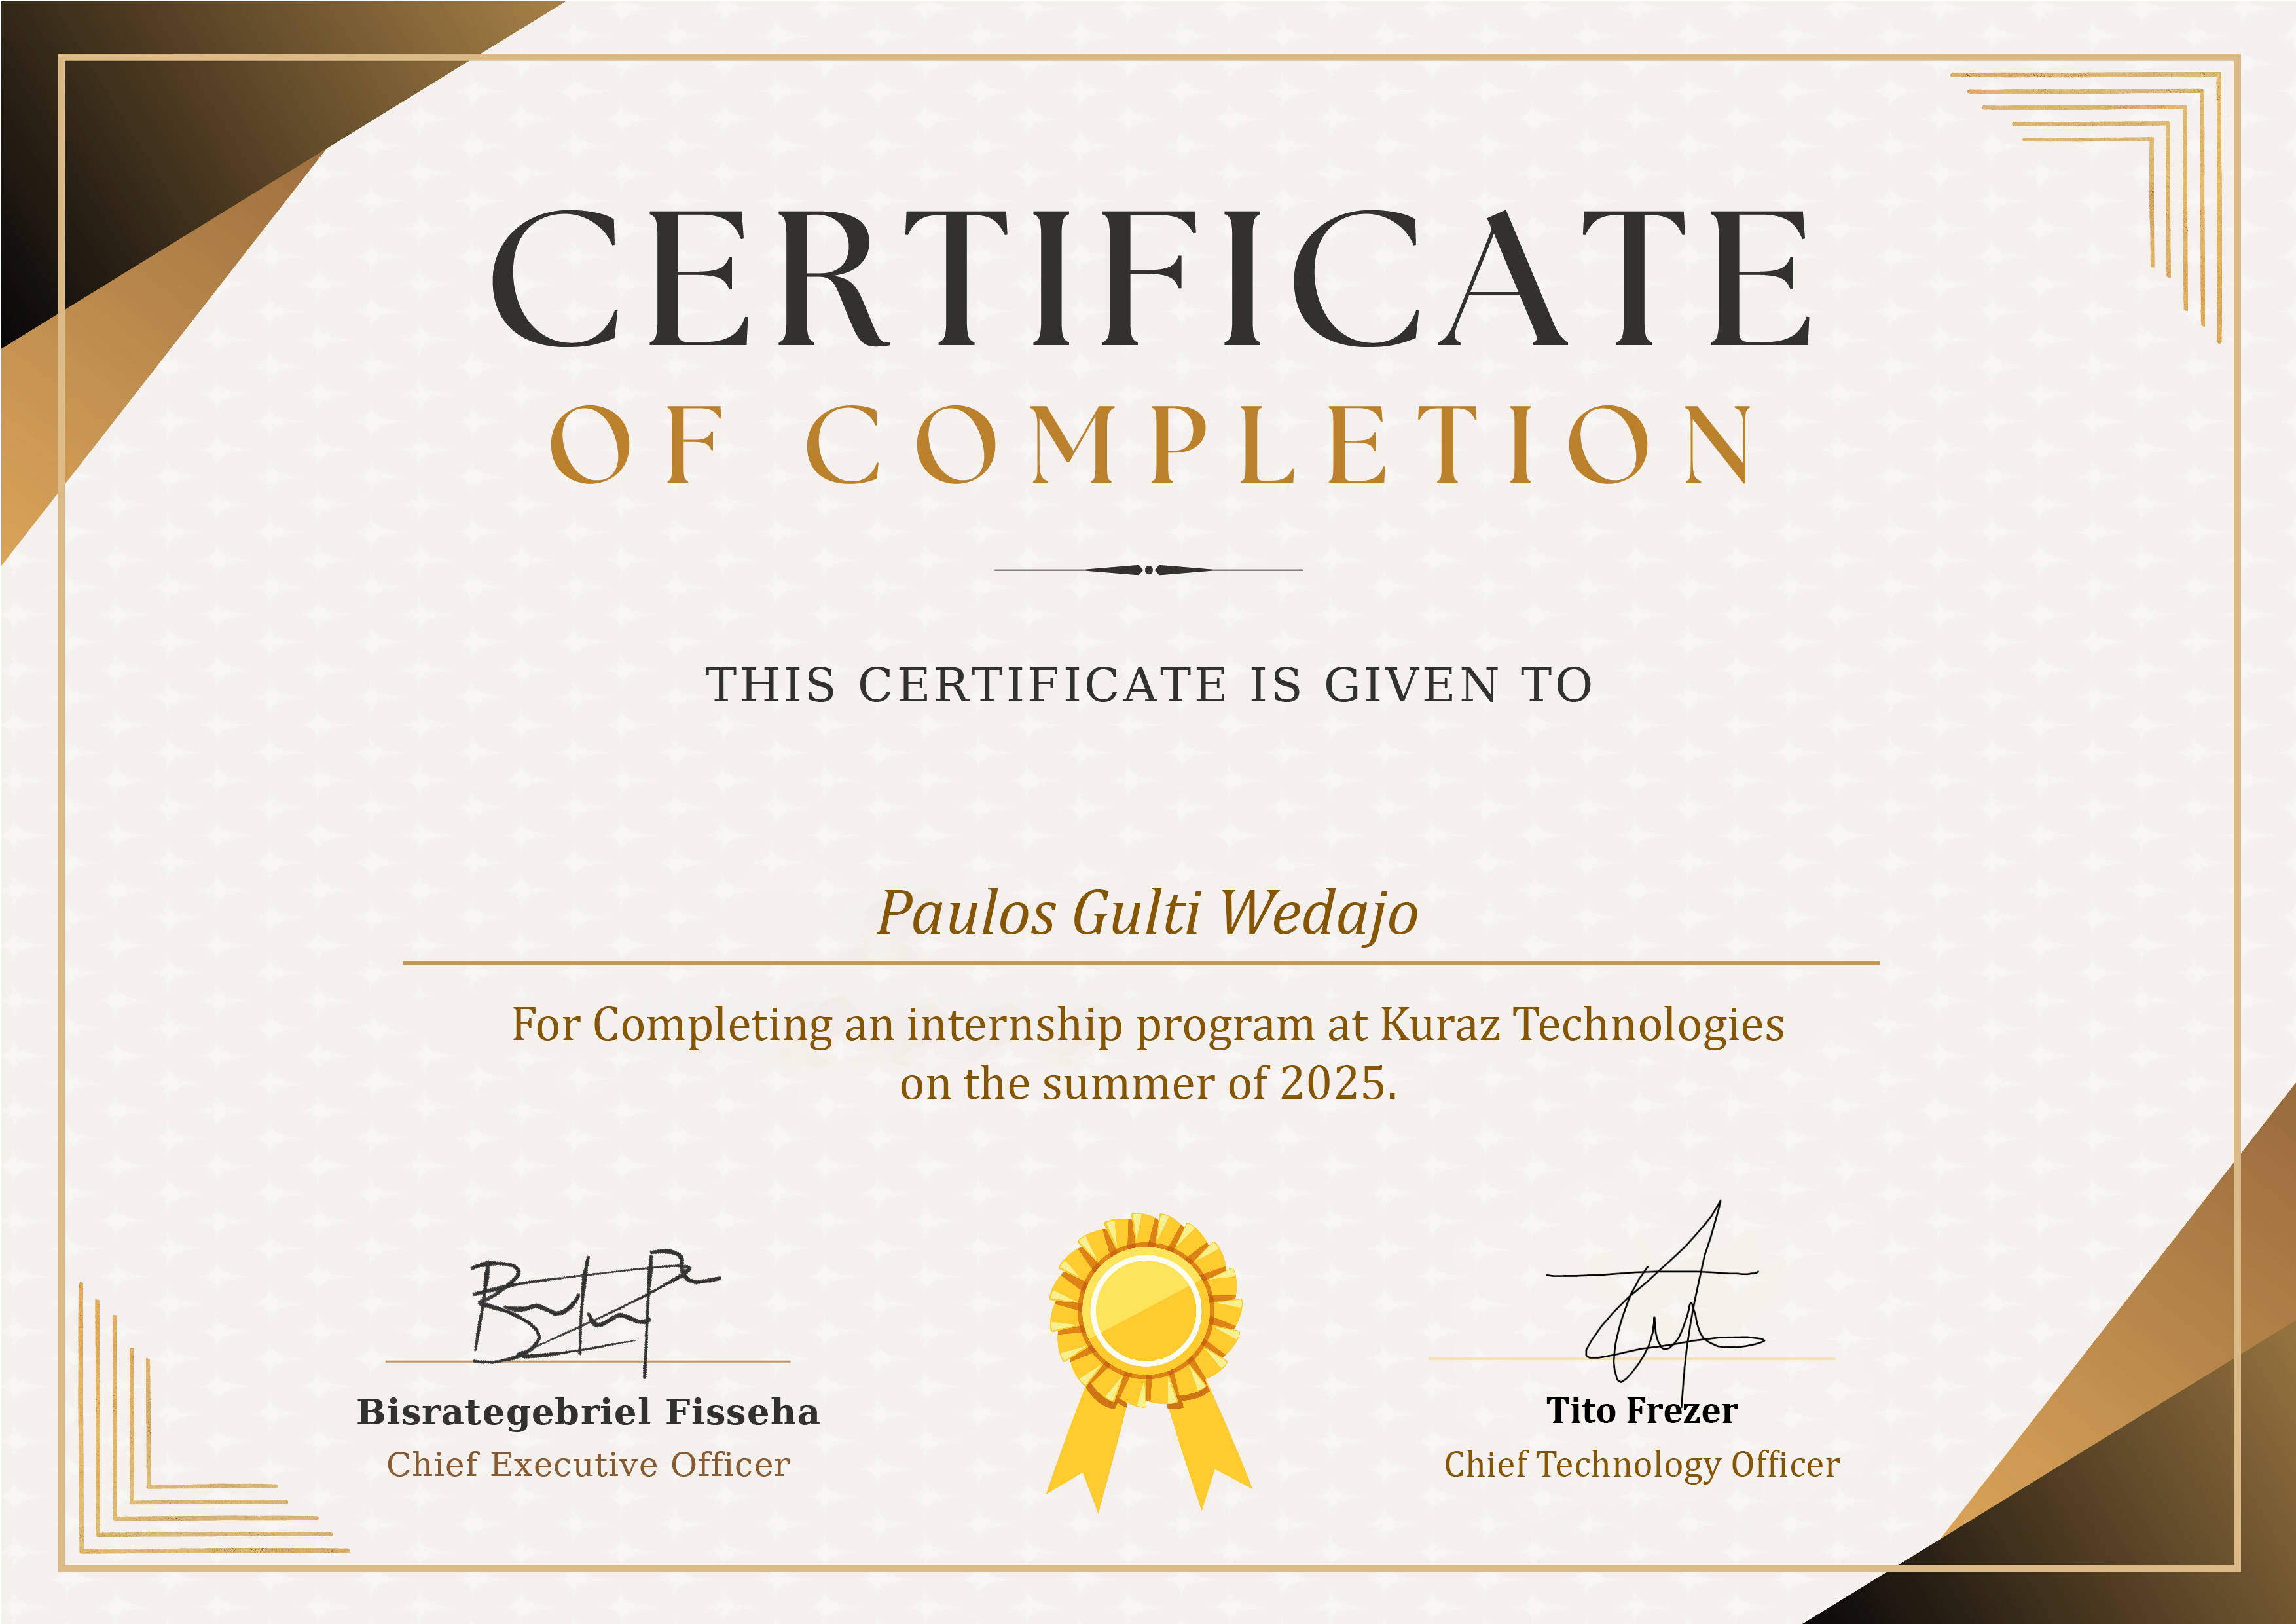 CERTIFICATE
OF COMPLETION
THIS CERTIFICATE IS GIVEN TO
Paulos Gulti Wedajo
For Completing an internship program at Kuraz Technologies
on the summer of 2025.
Bisrategebriel Fisseha
Chief Executive Officer
Tito Frezer
Chief Technology Officer